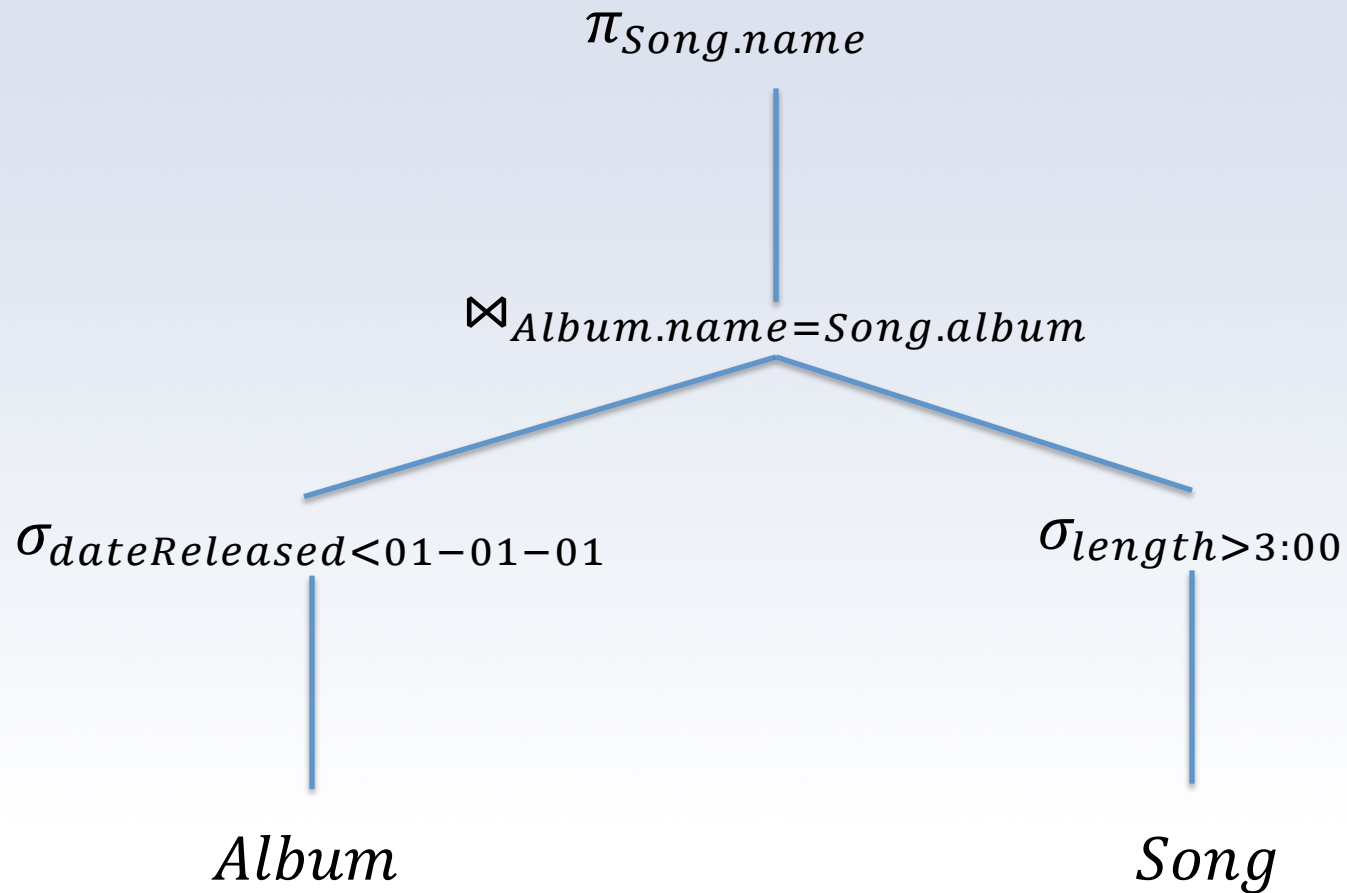 π_{Song.name}
⋈_{Album.name=Song.album}
σ_{dateReleased<01−01−01} σ_{length>3:00}
Album Song